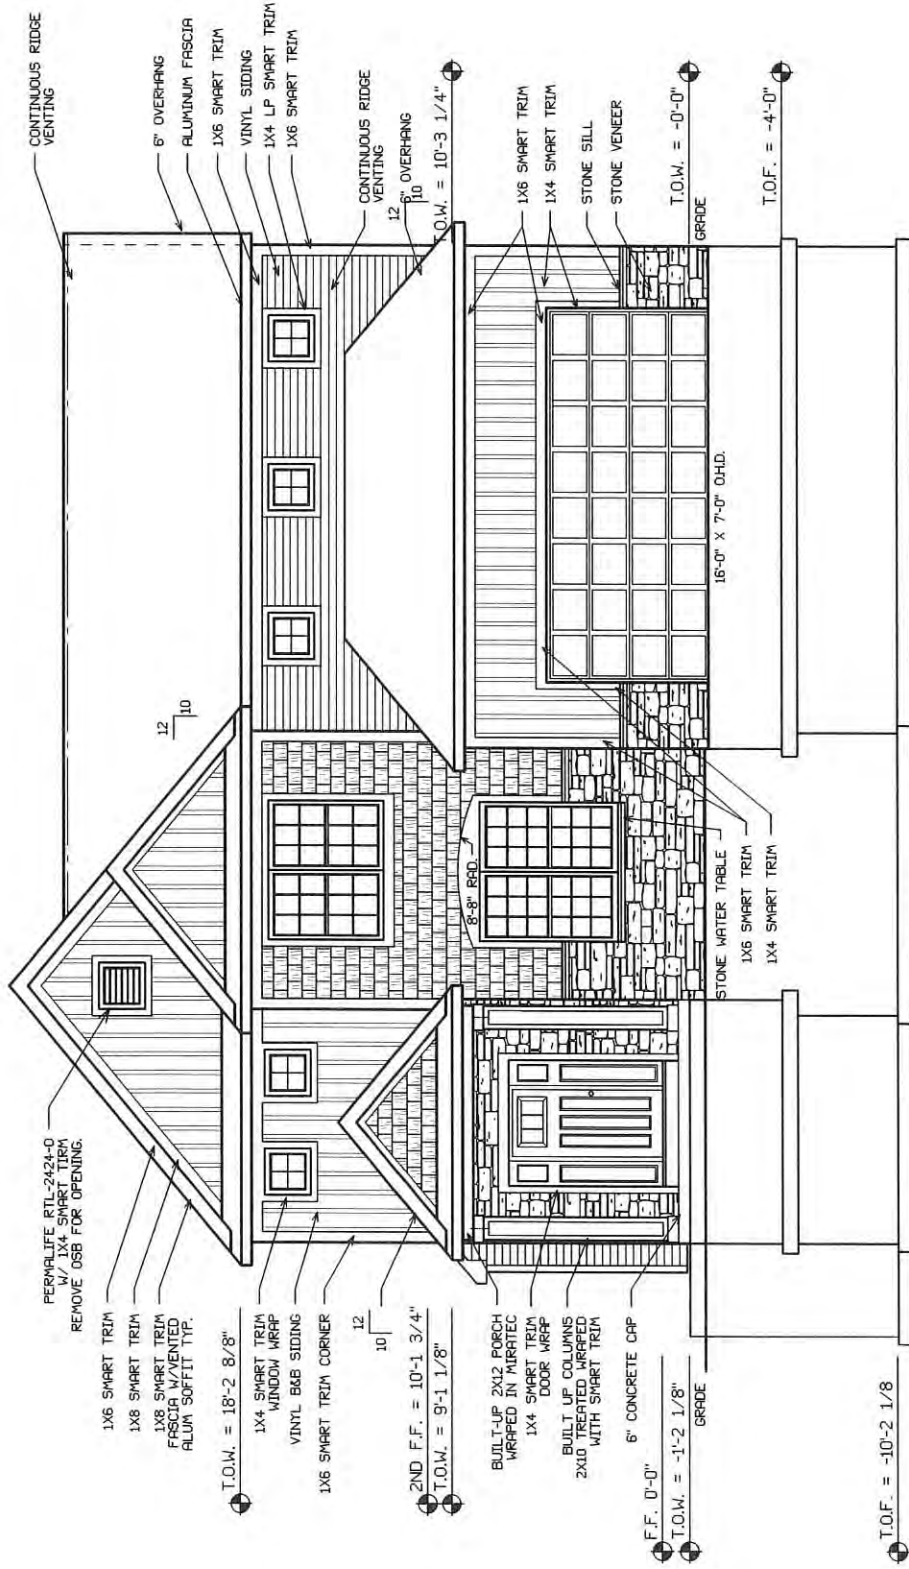 CONTINUOUS RIDGE
VENTING
6" OVERHANG
ALUMINUM FASCIA
1X6 SMART TRIM
VINYL SIDING
1X4 LP SMART TRIM
1X6 SMART TRIM
CONTINUOUS RIDGE
VENTING
12
10
6" OVERHANG
T.O.W. = 10'-3 1/4"
1X6 SMART TRIM
1X4 SMART TRIM
STONE SILL
STONE VENEER
T.O.W. = -0'-0"
GRADE
T.O.F. = -4'-0"
12
10
16'-0" X 7'-0" O.H.D.
8'-8" RAD.
STONE WATER TABLE
1X6 SMART TRIM
1X4 SMART TRIM
PERMALIFE RTL-2424-D
W/ 1X4 SMART TIRM
REMOVE OSB FOR OPENING.
1X6 SMART TRIM
1X8 SMART TRIM
1X8 SMART TRIM
FASCIA W/VENTED
ALUM SOFFIT TYP.
T.O.W. = 18'-2 8/8"
1X4 SMART TRIM
WINDOW WRAP
VINYL B&B SIDING
1X6 SMART TRIM CORNER
12
10
2ND F.F. = 10'-1 3/4"
T.O.W. = 9'-1 1/8"
BUILT-UP 2X12 PORCH
WRAPED IN MIRATEC
1X4 SMART TRIM
DOOR WRAP
BUILT UP COLUMNS
2X10 TREATED WRAPED
WITH SMART TRIM
6" CONCRETE CAP
F.F. 0'-0"
T.O.W. = -1'-2 1/8"
GRADE
T.O.F. = -10'-2 1/8